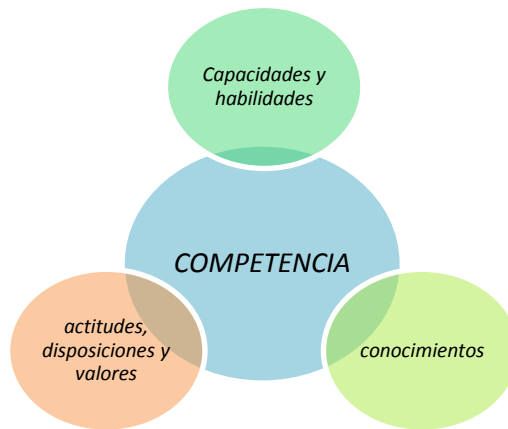 Capacidades y
habilidades
COMPETENCIA
actitudes,
disposiciones y
valores
conocimientos